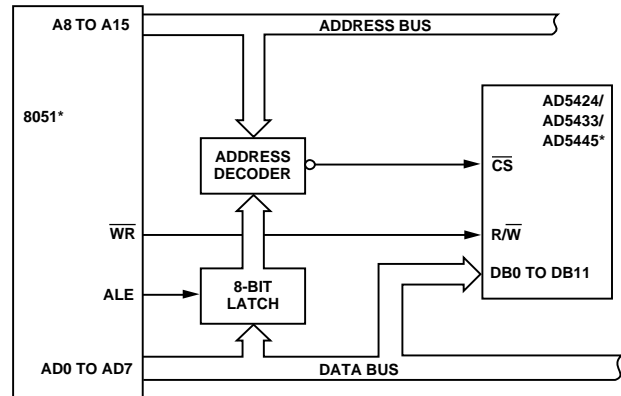 A8 TO A15
ADDRESS BUS
8051*
AD5424/
AD5433/
AD5445*
ADDRESS
DECODER
CS
WR
R/W
8-BIT
LATCH
DB0 TO DB11
ALE
AD0 TO AD7
DATA BUS